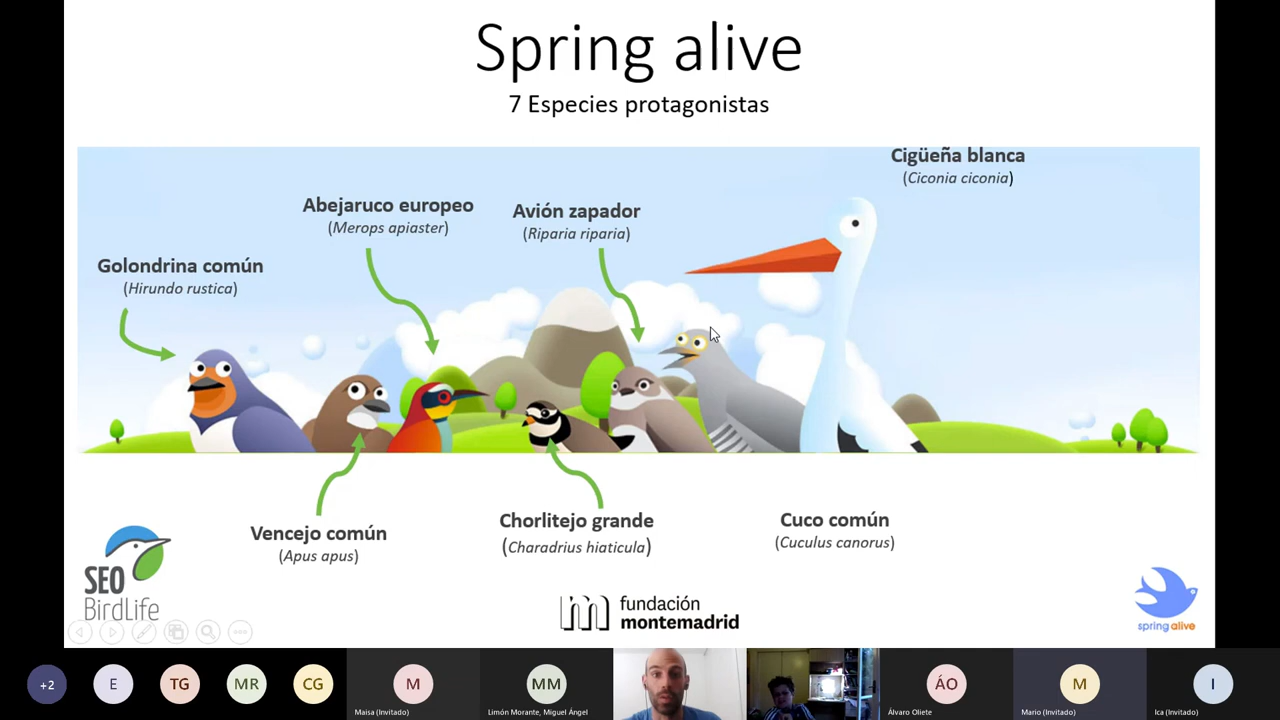 Spring alive
7 Especies protagonistas
Cigüeña blanca
(Ciconia ciconia)
Abejaruco europeo
(Merops apiaster)
Avión zapador
(Riparia riparia)
Golondrina común
(Hirundo rustica)
Vencejo común
(Apus apus)
Chorlitejo grande
(Charadrius hiaticula)
Cuco común
(Cuculus canorus)
SEO
BirdLife
fundación
montemadrid
spring alive
+2
E
TG
MR
CG
M
Maisa (Invitado)
MM
Limón Morante, Miguel Ángel
ÁO
Álvaro Oliete
M
Mario (Invitado)
I
Ica (Invitado)